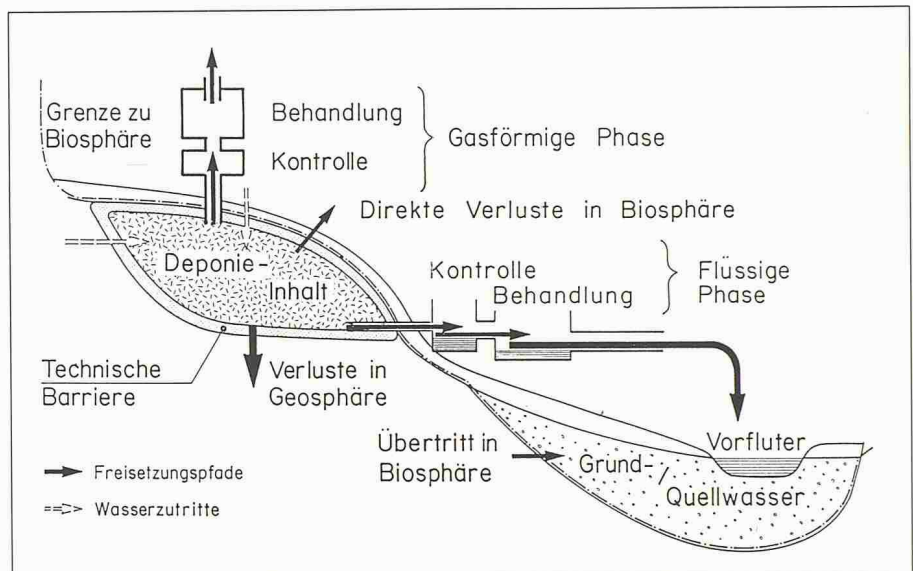 Grenze zu
Biosphäre
Behandlung
Kontrolle
Gasförmige Phase
Direkte Verluste in Biosphäre
Deponie-
Inhalt
Kontrolle
Behandlung
Flüssige
Phase
Technische
Barriere
Verluste in
Geosphäre
Übertritt in
Biosphäre
Vorfluter
Grund-/
Quellwasser
Freisetzungspfade
Wasserzutritte